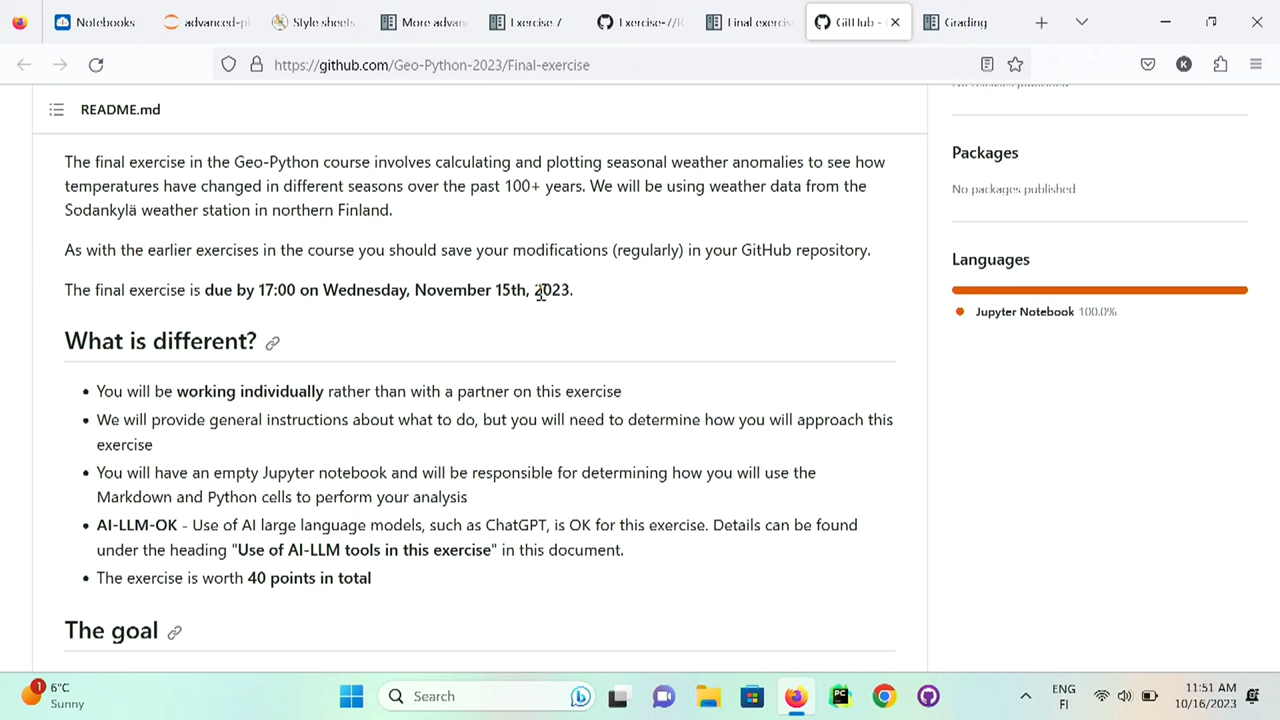 Notebooks
advanced-pl
Style sheets
More advan
Exercise 7
Final exercis
GitHub -
Grading
https://github.com/Geo-Python-2023/Final-exercise
K
README.md
The final exercise in the Geo-Python course involves calculating and plotting seasonal weather anomalies to see how
temperatures have changed in different seasons over the past 100+ years. We will be using weather data from the
Sodankylä weather station in northern Finland.
As with the earlier exercises in the course you should save your modifications (regularly) in your GitHub repository.
The final exercise is due by 17:00 on Wednesday, November 15th, 2023.
What is different?
• You will be working individually rather than with a partner on this exercise
• We will provide general instructions about what to do, but you will need to determine how you will approach this
exercise
• You will have an empty Jupyter notebook and will be responsible for determining how you will use the
Markdown and Python cells to perform your analysis
• AI-LLM-OK - Use of AI large language models, such as ChatGPT, is OK for this exercise. Details can be found
under the heading "Use of AI-LLM tools in this exercise" in this document.
• The exercise is worth 40 points in total
The goal
Packages
No packages published
Languages
Jupyter Notebook 100.0%
1
6°C
Sunny
Search
PC
ENG
FI
11:51 AM
10/16/2023